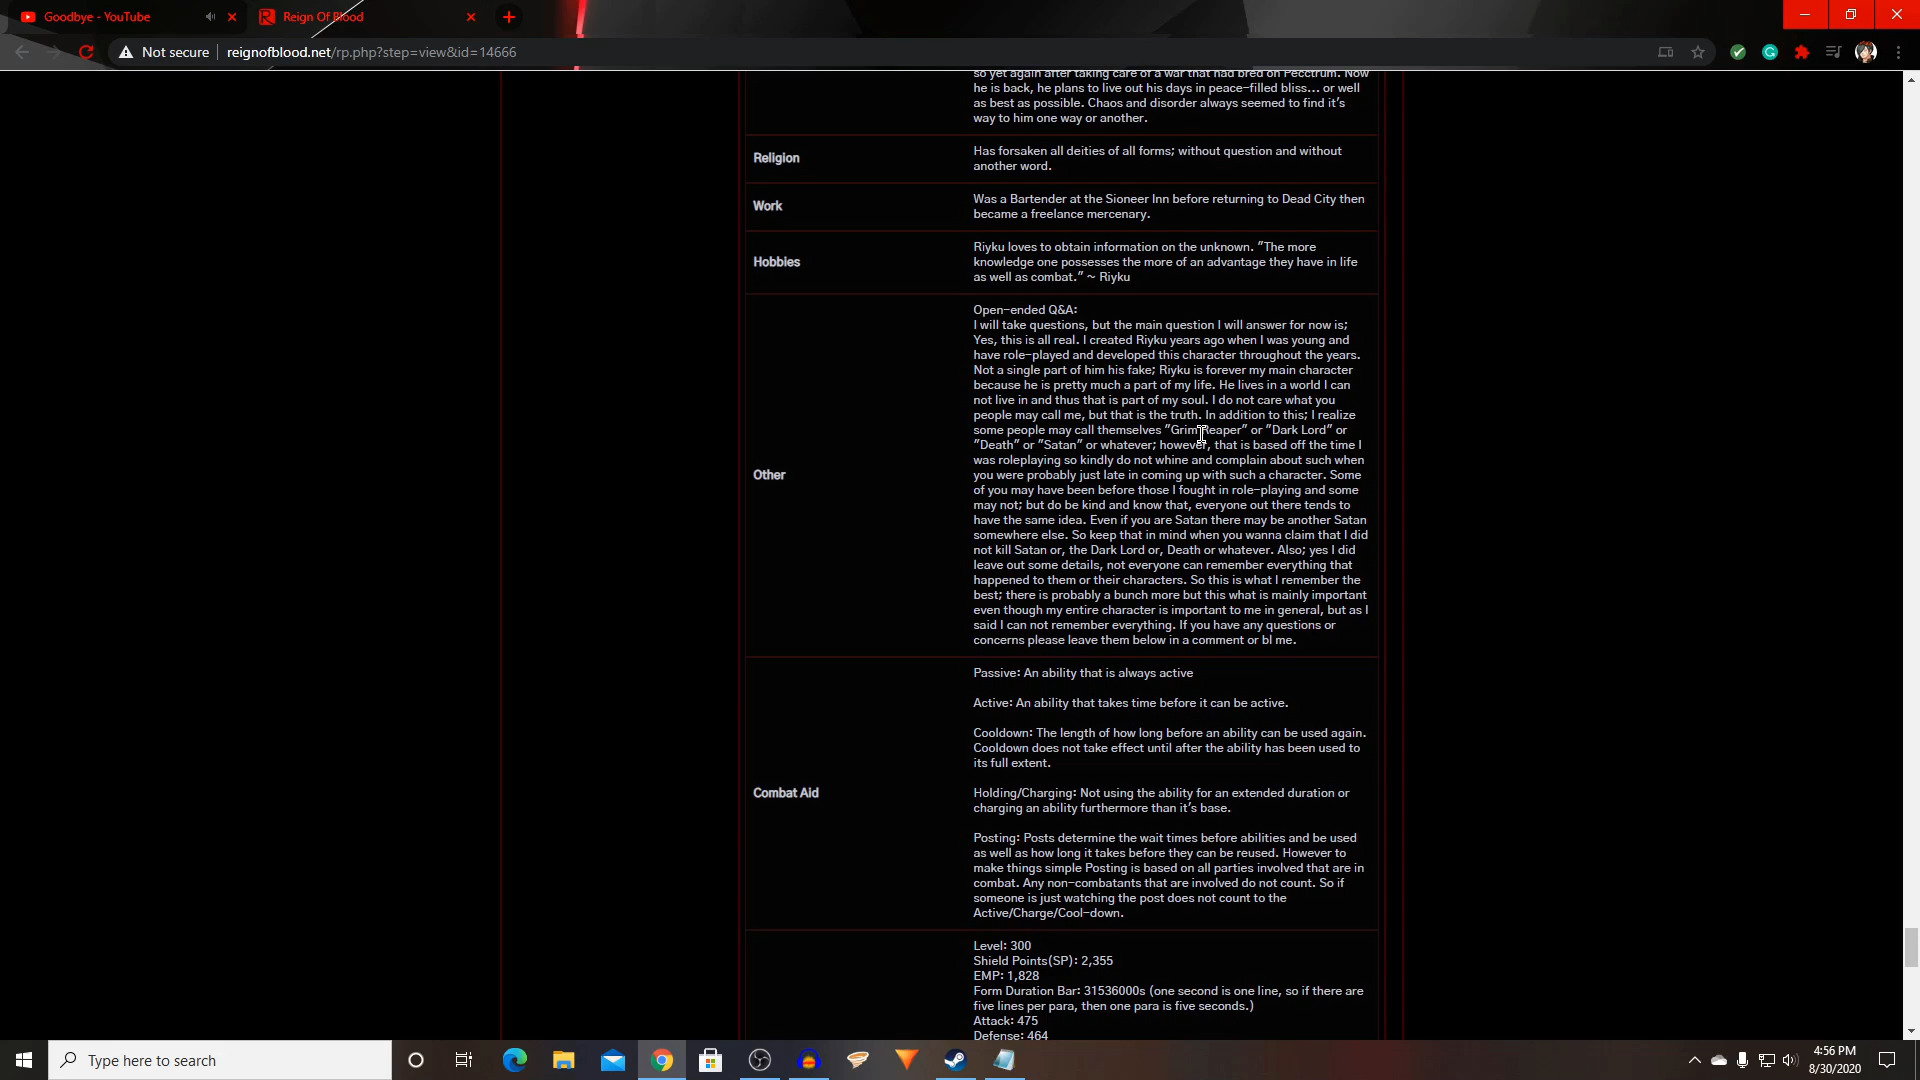 Goodbye - YouTube
Reign Of Blood
Not secure
reignofblood.net/rp.php?step=view&id=14666
so yet again after taking care of a war that had bred on Pecctrum. Now
he is back, he plans to live out his days in peace-filled bliss... or well
as best as possible. Chaos and disorder always seemed to find it's
way to him one way or another.
Religion
Has forsaken all deities of all forms; without question and without
another word.
Work
Was a Bartender at the Sioneer Inn before returning to Dead City then
became a freelance mercenary.
Hobbies
Riyku loves to obtain information on the unknown. "The more
knowledge one possesses the more of an advantage they have in life
as well as combat." ~ Riyku
Other
Open-ended Q&A:
I will take questions, but the main question I will answer for now is;
Yes, this is all real. I created Riyku years ago when I was young and
have role-played and developed this character throughout the years.
Not a single part of him his fake; Riyku is forever my main character
because he is pretty much a part of my life. He lives in a world I can
not live in and thus that is part of my soul. I do not care what you
people may call me, but that is the truth. In addition to this; I realize
some people may call themselves "Grim Reaper" or "Dark Lord" or
"Death" or "Satan" or whatever; however, that is based off the time I
was roleplaying so kindly do not whine and complain about such when
you were probably just late in coming up with such a character. Some
of you may have been before those I fought in role-playing and some
may not; but do be kind and know that, everyone out there tends to
have the same idea. Even if you are Satan there may be another Satan
somewhere else. So keep that in mind when you wanna claim that I did
not kill Satan or, the Dark Lord or, Death or whatever. Also; yes I did
leave out some details, not everyone can remember everything that
happened to them or their characters. So this is what I remember the
best; there is probably a bunch more but this what is mainly important
even though my entire character is important to me in general, but as I
said I can not remember everything. If you have any questions or
concerns please leave them below in a comment or bl me.
Combat Aid
Passive: An ability that is always active
Active: An ability that takes time before it can be active.
Cooldown: The length of how long before an ability can be used again.
Cooldown does not take effect until after the ability has been used to
its full extent.
Holding/Charging: Not using the ability for an extended duration or
charging an ability furthermore than it's base.
Posting: Posts determine the wait times before abilities and be used
as well as how long it takes before they can be reused. However to
make things simple Posting is based on all parties involved that are in
combat. Any non-combatants that are involved do not count. So if
someone is just watching the post does not count to the
Active/Charge/Cool-down.
Level: 300
Shield Points(SP): 2,355
EMP: 1,828
Form Duration Bar: 31536000s (one second is one line, so if there are
five lines per para, then one para is five seconds.)
Attack: 475
Defense: 464
Type here to search
4:56 PM
8/30/2020